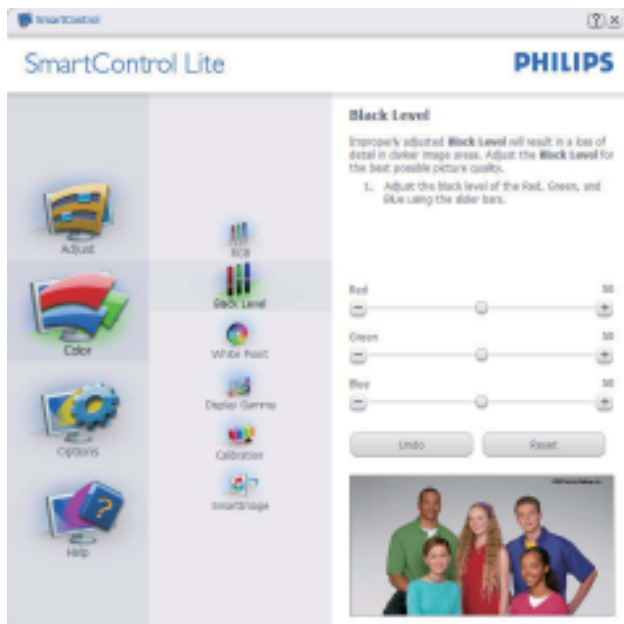 SmartControl
SmartControl Lite
PHILIPS
Adjust
Color
Options
Help
RGB
Black Level
White Point
Display Gamma
Calibration
SmartImage
Black Level
Improperly adjusted Black Level will result in a loss of
detail in darker image areas. Adjust the Black Level for
the best possible picture quality.
1. Adjust the black level of the Red, Green, and
Blue using the slider bars.
Red 50
Green 50
Blue 50
Undo Reset